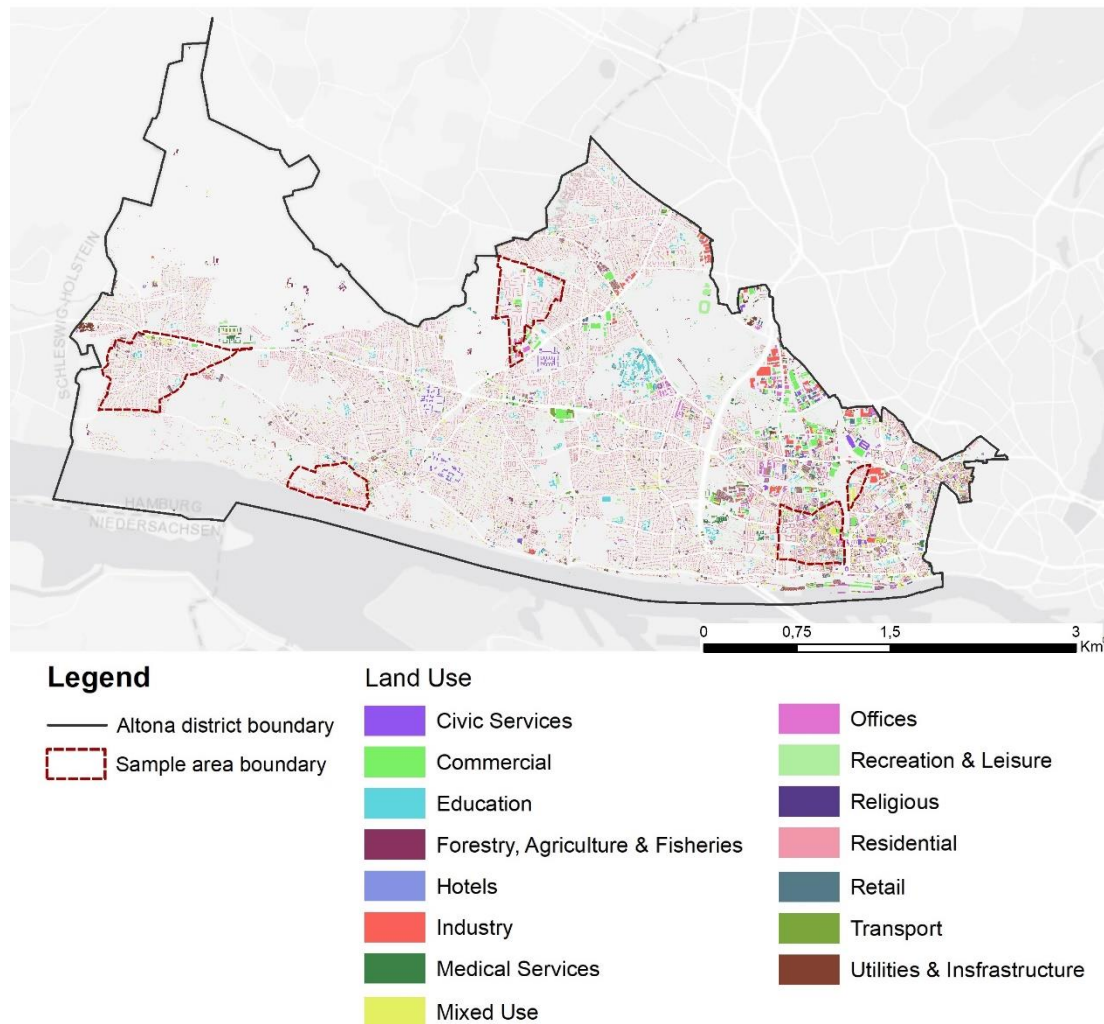 SCHLESWIG-HOLSTEIN
HAMBURG
NIEDERSACHSEN
0 0,75 1,5 3
Km
Legend
Altona district boundary
Sample area boundary
Land Use
Civic Services
Commercial
Education
Forestry, Agriculture & Fisheries
Hotels
Industry
Medical Services
Mixed Use
Offices
Recreation & Leisure
Religious
Residential
Retail
Transport
Utilities & Insfrastructure